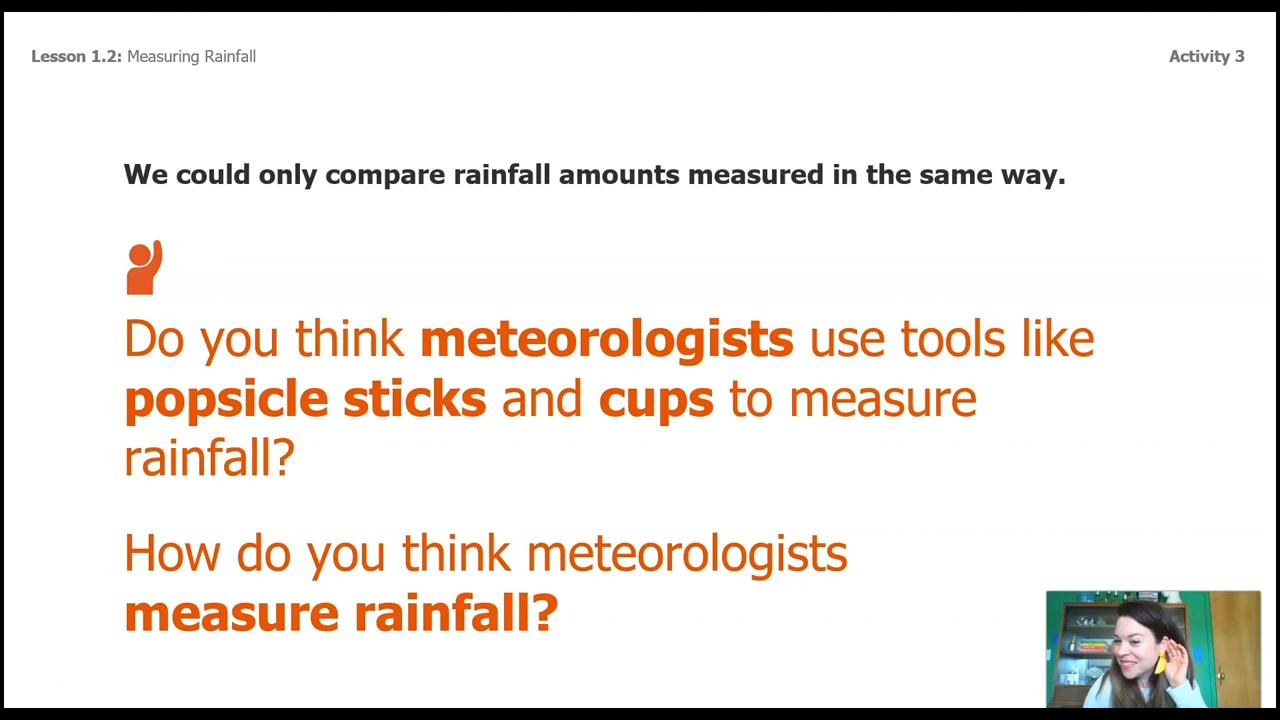 Lesson 1.2: Measuring Rainfall
Activity 3
We could only compare rainfall amounts measured in the same way.
Do you think meteorologists use tools like
popsicle sticks and cups to measure
rainfall?
How do you think meteorologists
measure rainfall?